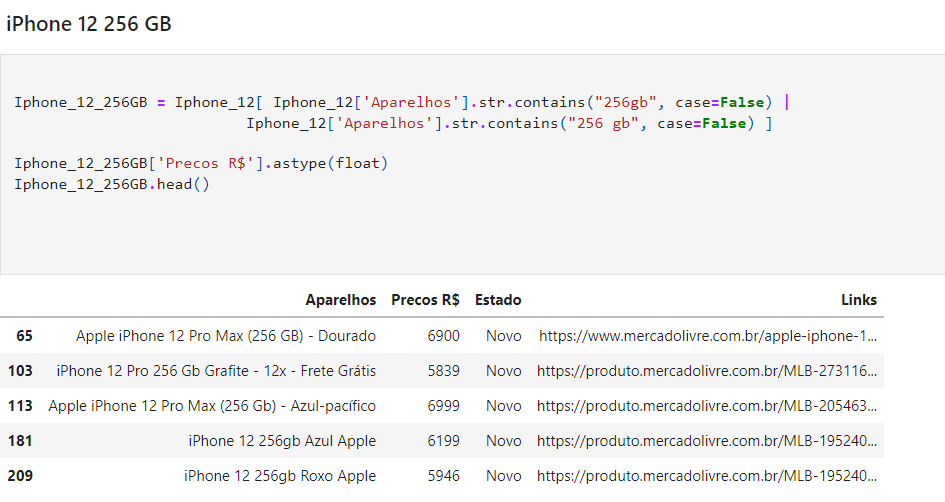 iPhone 12 256 GB
Iphone_12_256GB = Iphone_12[ Iphone_12['Aparelhos'].str.contains("256gb", case=False) |
Iphone_12['Aparelhos'].str.contains("256 gb", case=False) ]
Iphone_12_256GB['Precos R$'].astype(float)
Iphone_12_256GB.head()
Aparelhos Precos R$ Estado Links
65 Apple iPhone 12 Pro Max (256 GB) - Dourado 6900 Novo https://www.mercadolivre.com.br/apple-iphone-1...
103 iPhone 12 Pro 256 Gb Grafite - 12x - Frete Grátis 5839 Novo https://produto.mercadolivre.com.br/MLB-273116...
113 Apple iPhone 12 Pro Max (256 Gb) - Azul-pacífico 6999 Novo https://produto.mercadolivre.com.br/MLB-205463...
181 iPhone 12 256gb Azul Apple 6199 Novo https://produto.mercadolivre.com.br/MLB-195240...
209 iPhone 12 256gb Roxo Apple 5946 Novo https://produto.mercadolivre.com.br/MLB-195240...